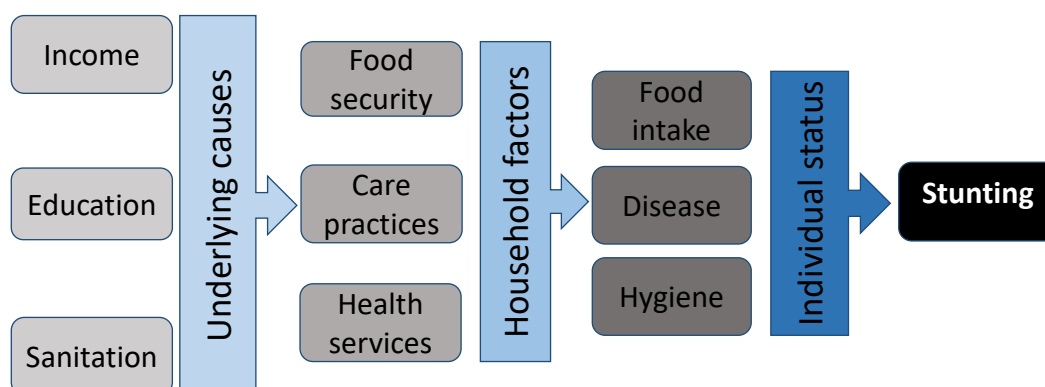 Income
Education
Sanitation
Underlying causes
Food
security
Care
practices
Health
services
Household factors
Food
intake
Disease
Hygiene
Individual status
Stunting